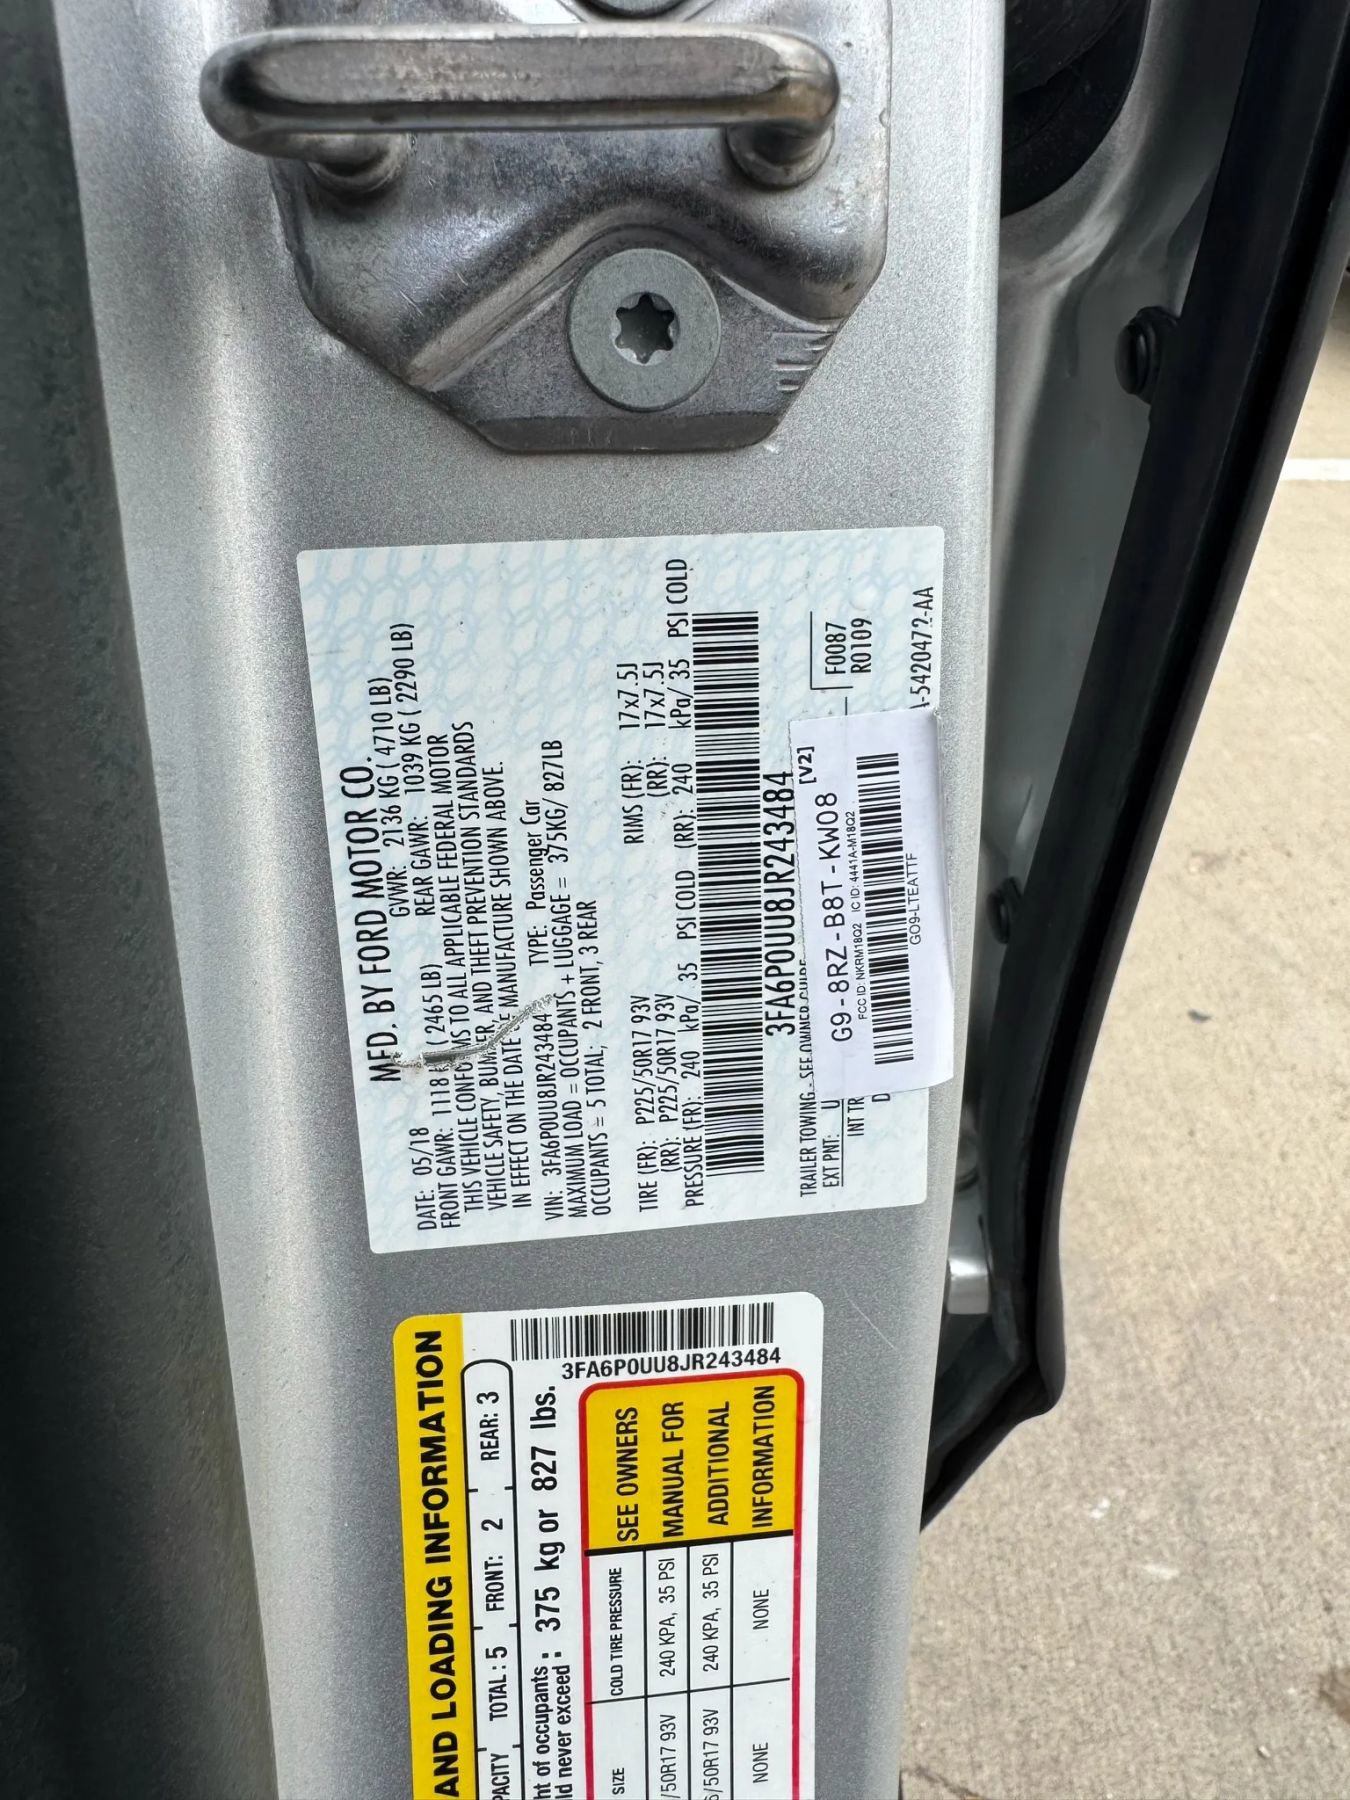 MFD. BY FORD MOTOR CO.
DATE: 05/18 GVWR: 2136 KG ( 4710 LB)
FRONT GAWR: 1118 ( 2465 LB) REAR GAWR: 1039 KG ( 2290 LB)
THIS VEHICLE TO ALL APPLICABLE FEDERAL MOTOR
VEHICLE SAFETY, AND THEFT PREVENTION STANDARDS
IN EFFECT ON THE DATE MANUFACTURE SHOWN ABOVE.
VIN: 3FA6P0UU8JR243484 TYPE: Passenger Car
MAXIMUM LOAD = OCCUPANTS + LUGGAGE = 375KG/ 827LB
OCCUPANTS = 5 TOTAL; 2 FRONT, 3 REAR
TIRE (FR): P225/50R17 93V RIMS (FR): 17x7.5J
(RR): P225/50R17 93V (RR): 17x7.5J
PRESSURE (FR): 240 kPa/ 35 PSI COLD (RR): 240 kPa/ 35 PSI COLD
3FA6P0UU8JR243484
TRAILER TOWING - SEE OWNER GUIDE
EXT PNT: U F0087
INT TR R0109
D -5420472-AA
[V2]
G9-8RZ-B8T-KW08
FCC ID: NKRM18Q2 IC ID: 4441A-M18Q2
GO9-LTEATTF
3FA6P0UU8JR243484
AND LOADING INFORMATION
TOTAL: 5 FRONT: 2 REAR: 3
of occupants : 375 kg or 827 lbs.
never exceed :
SIZE COLD TIRE PRESSURE SEE OWNERS
/50R17 93V 240 KPA, 35 PSI MANUAL FOR
/50R17 93V 240 KPA, 35 PSI ADDITIONAL
NONE NONE INFORMATION